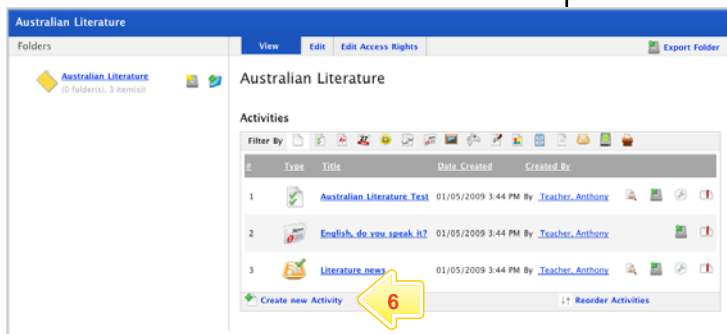 Australian Literature
Folders
View Edit Edit Access Rights Export Folder
Australian Literature
(0 folder(s), 3 item(s))
Australian Literature
Activities
Filter By
# Type Title Date Created Created By
1 Australian Literature Test 01/05/2009 3:44 PM By Teacher, Anthony
2 English, do you speak it? 01/05/2009 3:44 PM By Teacher, Anthony
3 Literature news 01/05/2009 3:44 PM By Teacher, Anthony
Create new Activity 6 Reorder Activities